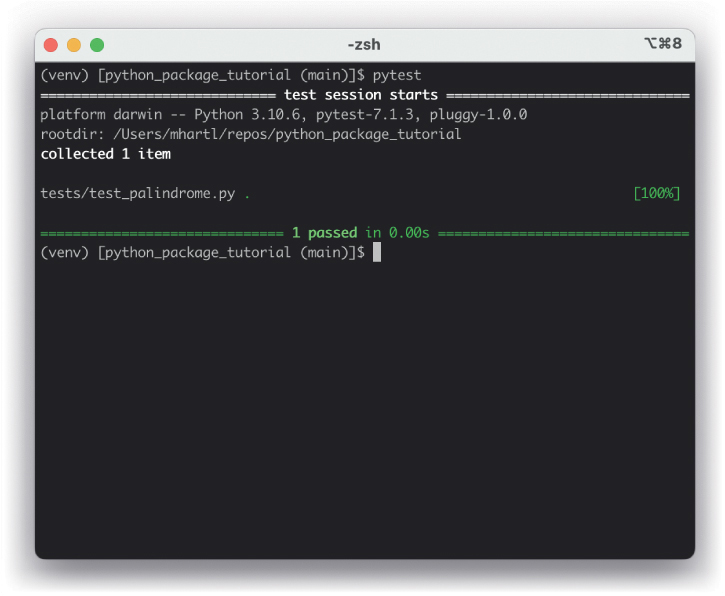 -zsh ⌥⌘8
(venv) [python_package_tutorial (main)]$ pytest
============================= test session starts ==============================
platform darwin -- Python 3.10.6, pytest-7.1.3, pluggy-1.0.0
rootdir: /Users/mhartl/repos/python_package_tutorial
collected 1 item
tests/test_palindrome.py . [100%]
============================== 1 passed in 0.00s ===============================
(venv) [python_package_tutorial (main)]$